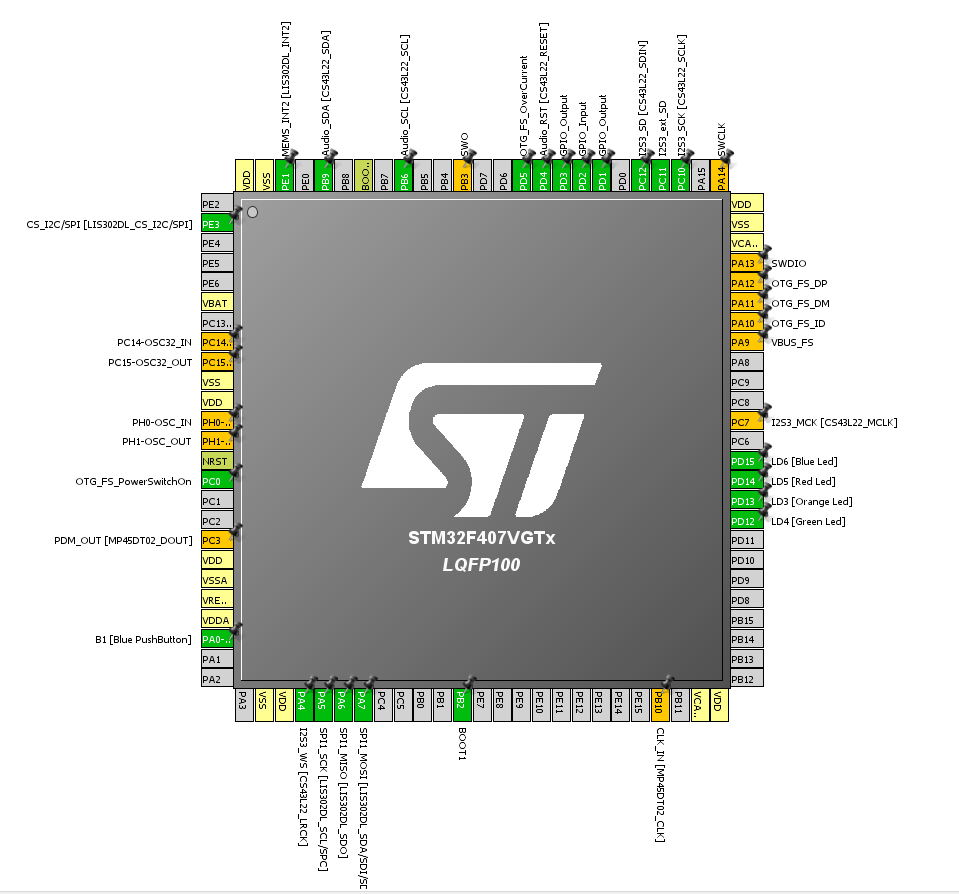 MEMS_INT2 [LIS302DL_INT2]
Audio_SDA [CS43L22_SDA]
Audio_SCL [CS43L22_SCL]
SWO
OTG_FS_OverCurrent
Audio_RST [CS43L22_RESET]
GPIO_Output
GPIO_Input
GPIO_Output
I2S3_SD [CS43L22_SDIN]
I2S3_ext_SD
I2S3_SCK [CS43L22_SCLK]
SWCLK
VDD
VSS
PE1
PE0
PB9
PB8
BOO..
PB7
PB6
PB5
PB4
PB3
PD7
PD6
PD5
PD4
PD3
PD2
PD1
PD0
PC12
PC11
PC10
PA15
PA14
PE2
CS_I2C/SPI [LIS302DL_CS_I2C/SPI] PE3
PE4
PE5
PE6
VBAT
PC13..
PC14-OSC32_IN PC14..
PC15-OSC32_OUT PC15..
VSS
VDD
PH0-OSC_IN PH0-..
PH1-OSC_OUT PH1-..
NRST
OTG_FS_PowerSwitchOn PC0
PC1
PC2
PDM_OUT [MP45DT02_DOUT] PC3
VDD
VSSA
VRE..
VDDA
B1 [Blue PushButton] PA0-..
PA1
PA2
STM32F407VGTx
LQFP100
VDD
VSS
VCA..
PA13 SWDIO
PA12 OTG_FS_DP
PA11 OTG_FS_DM
PA10 OTG_FS_ID
PA9 VBUS_FS
PA8
PC9
PC8
PC7 I2S3_MCK [CS43L22_MCLK]
PC6
PD15 LD6 [Blue Led]
PD14 LD5 [Red Led]
PD13 LD3 [Orange Led]
PD12 LD4 [Green Led]
PD11
PD10
PD9
PD8
PB15
PB14
PB13
PB12
PA3
VSS
VDD
PA4
PA5
PA6
PA7
PC4
PC5
PB0
PB1
PB2
PE7
PE8
PE9
PE10
PE11
PE12
PE13
PE14
PE15
PB10
PB11
VCA..
VDD
I2S3_WS [CS43L22_LRCK]
SPI1_SCK [LIS302DL_SCL/SPC]
SPI1_MISO [LIS302DL_SDO]
SPI1_MOSI [LIS302DL_SDA/SDI/SD
BOOT1
CLK_IN [MP45DT02_CLK]